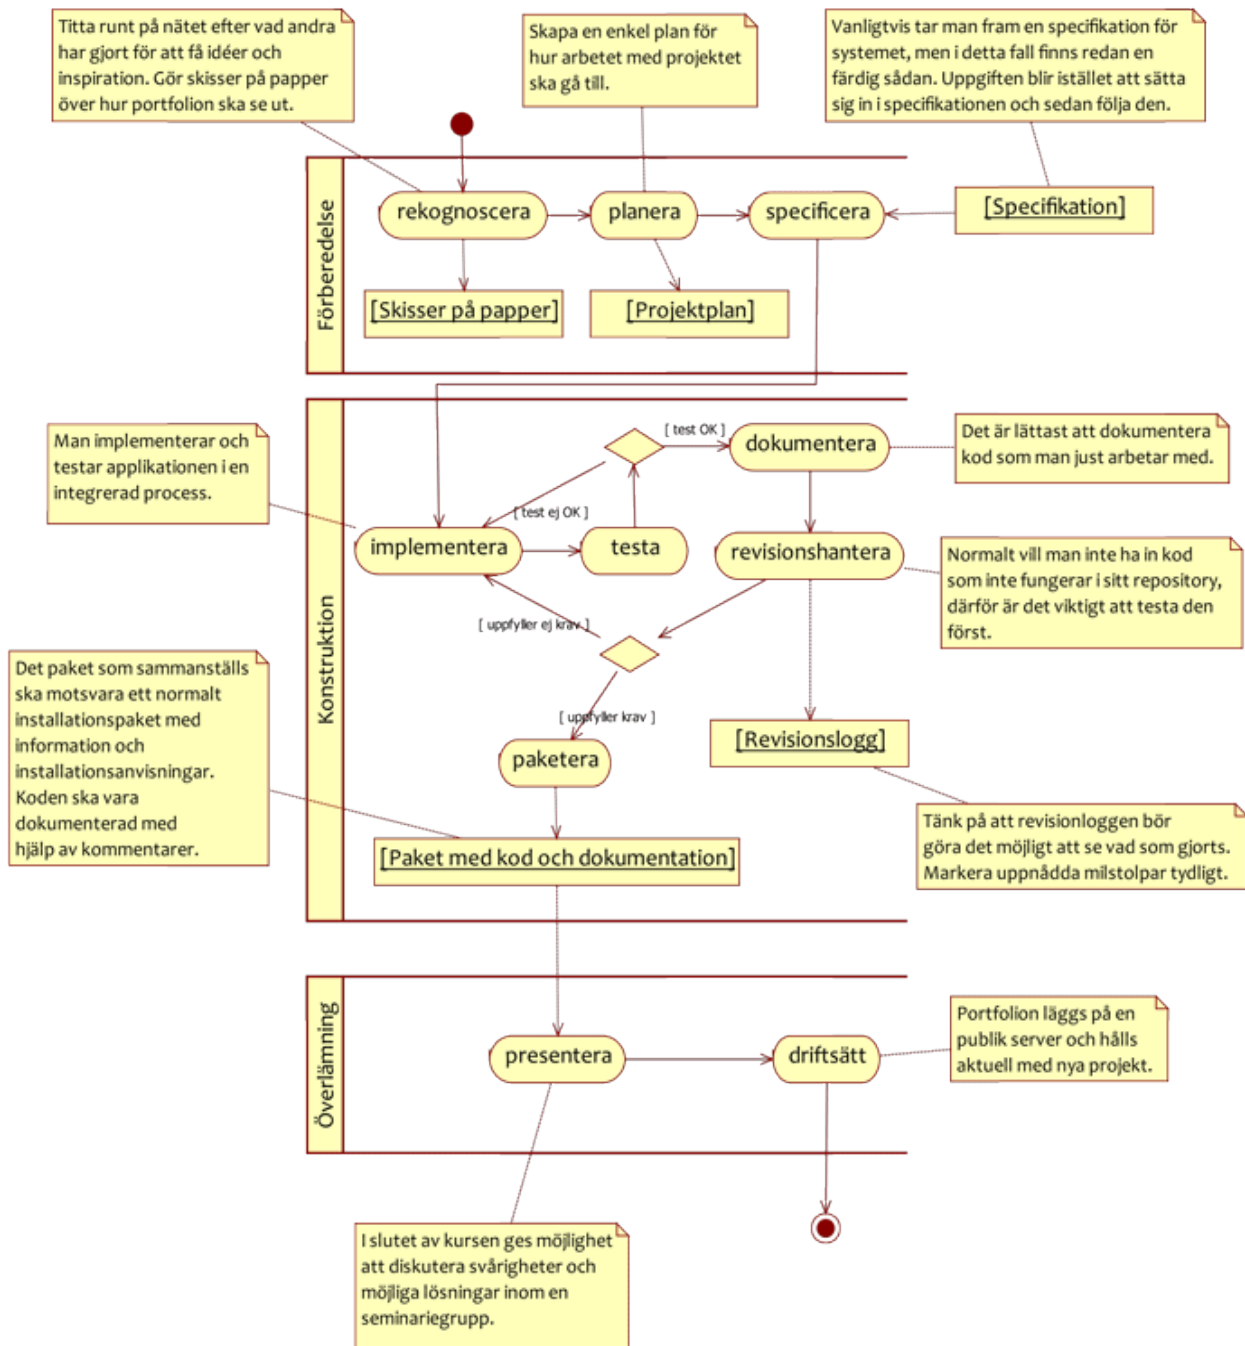 Titta runt på nätet efter vad andra
har gjort för att få idéer och
inspiration. Gör skisser på papper
över hur portfolion ska se ut.
Skapa en enkel plan för
hur arbetet med projektet
ska gå till.
Vanligtvis tar man fram en specifikation för
systemet, men i detta fall finns redan en
färdig sådan. Uppgiften blir istället att sätta
sig in i specifikationen och sedan följa den.
Förberedelse
rekognoscera
planera
specificera
[Specifikation]
[Skisser på papper]
[Projektplan]
Konstruktion
Man implementerar och
testar applikationen i en
integrerad process.
[ test OK ]
dokumentera
Det är lättast att dokumentera
kod som man just arbetar med.
[ test ej OK ]
implementera
testa
revisionshantera
Normalt vill man inte ha in kod
som inte fungerar i sitt repository,
därför är det viktigt att testa den
först.
[ uppfyller ej krav ]
Det paket som sammanställs
ska motsvara ett normalt
installationspaket med
information och
installationsanvisningar.
Koden ska vara
dokumenterad med
hjälp av kommentarer.
[ uppfyller krav ]
paketera
[Revisionslogg]
[Paket med kod och dokumentation]
Tänk på att revisionloggen bör
göra det möjligt att se vad som gjorts.
Markera uppnådda milstolpar tydligt.
Överlämning
presentera
driftsätt
Portfolion läggs på en
publik server och hålls
aktuell med nya projekt.
I slutet av kursen ges möjlighet
att diskutera svårigheter och
möjliga lösningar inom en
seminariegrupp.